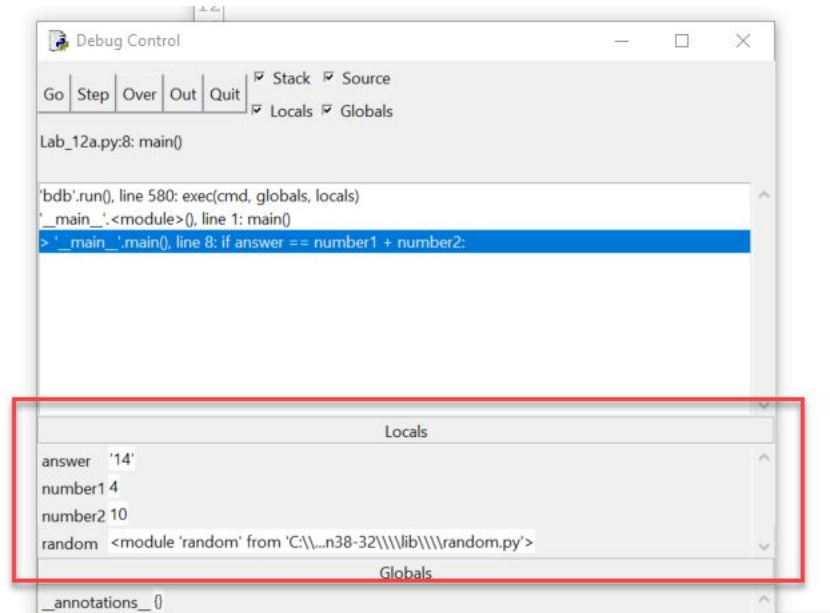 12
Debug Control
Go Step Over Out Quit Stack Source
Locals Globals
Lab_12a.py:8: main()
'bdb'.run(), line 580: exec(cmd, globals, locals)
'__main__'.<module>(), line 1: main()
> '__main__'.main(), line 8: if answer == number1 + number2:
Locals
answer '14'
number1 4
number2 10
random <module 'random' from 'C:\\...n38-32\\\\lib\\\\random.py'>
Globals
__annotations__ {}